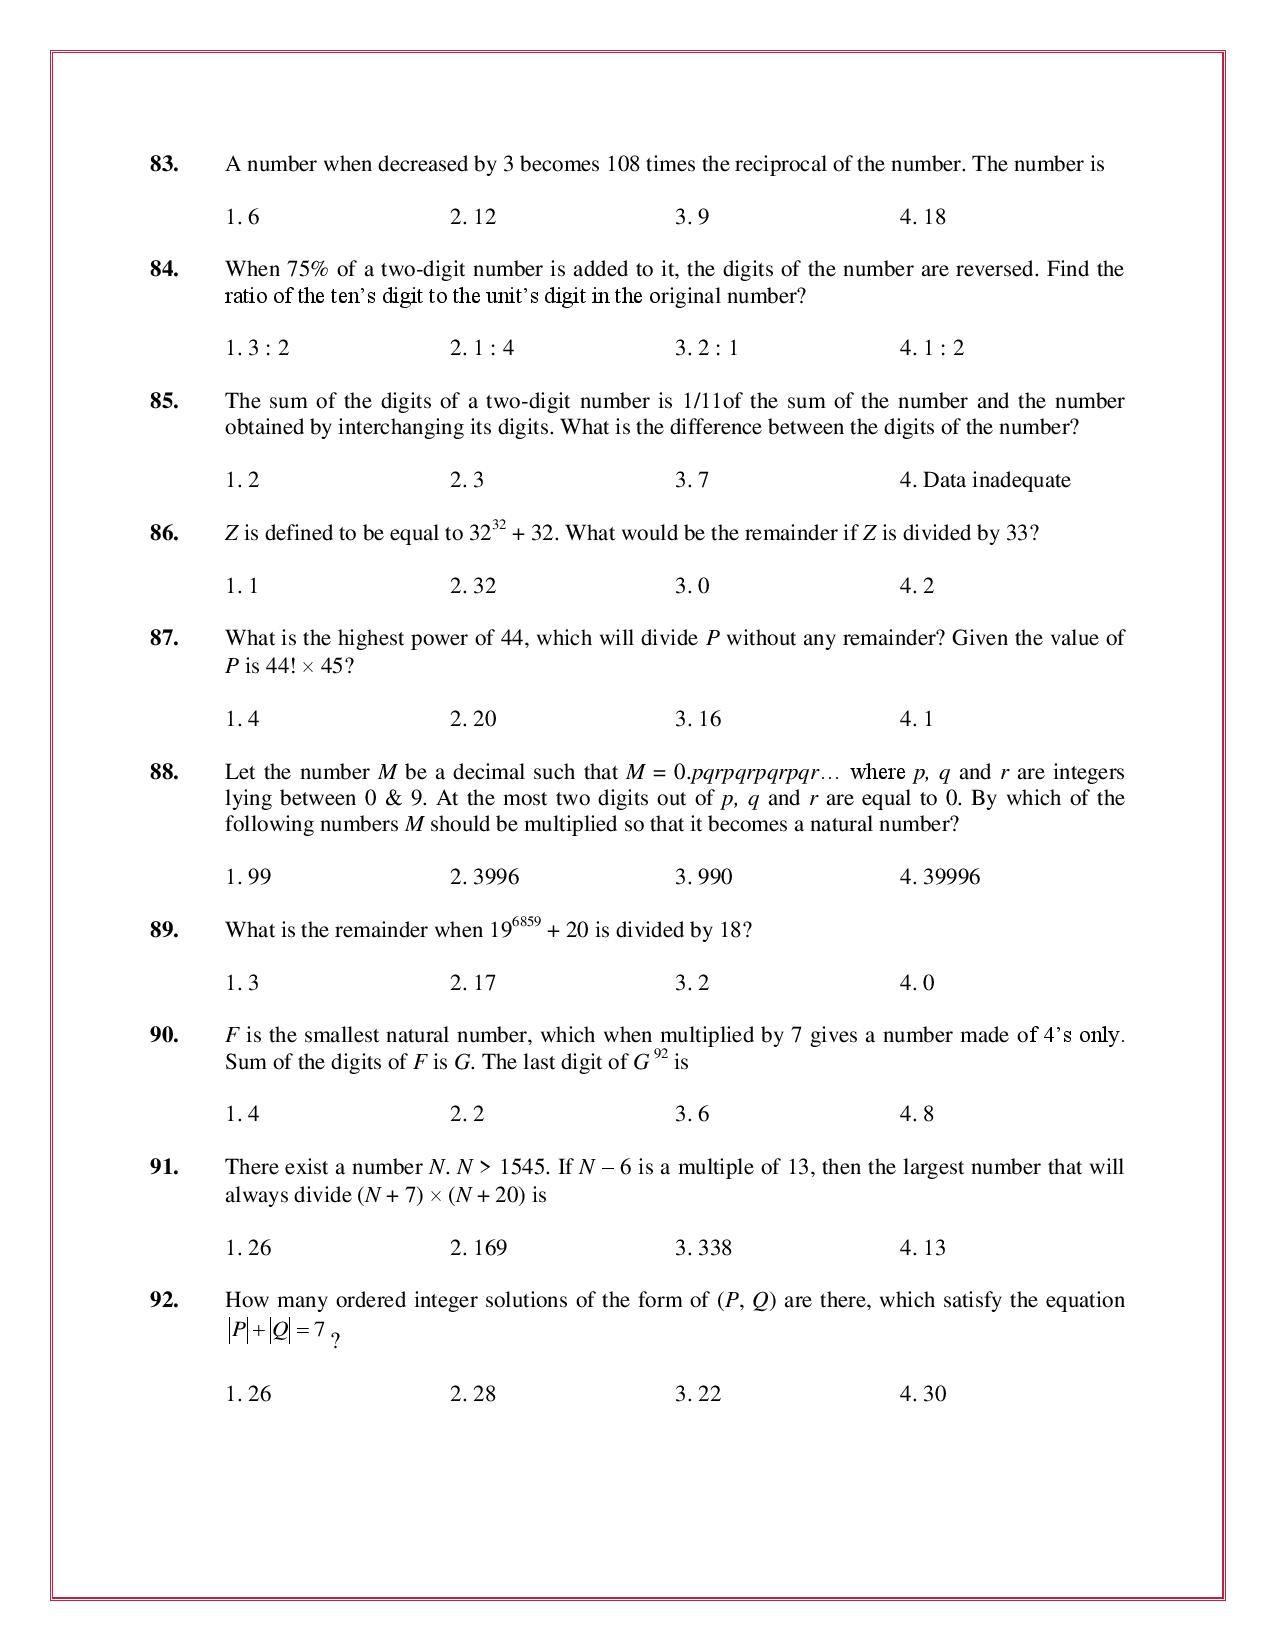 83. A number when decreased by 3 becomes 108 times the reciprocal of the number. The number is
1. 6 2. 12 3. 9 4. 18
84. When 75% of a two-digit number is added to it, the digits of the number are reversed. Find the
ratio of the ten’s digit to the unit’s digit in the original number?
1. 3 : 2 2. 1 : 4 3. 2 : 1 4. 1 : 2
85. The sum of the digits of a two-digit number is 1/11of the sum of the number and the number
obtained by interchanging its digits. What is the difference between the digits of the number?
1. 2 2. 3 3. 7 4. Data inadequate
86. Z is defined to be equal to 32^32 + 32. What would be the remainder if Z is divided by 33?
1. 1 2. 32 3. 0 4. 2
87. What is the highest power of 44, which will divide P without any remainder? Given the value of
P is 44! × 45?
1. 4 2. 20 3. 16 4. 1
88. Let the number M be a decimal such that M = 0.pqrpqrpqrpqr… where p, q and r are integers
lying between 0 & 9. At the most two digits out of p, q and r are equal to 0. By which of the
following numbers M should be multiplied so that it becomes a natural number?
1. 99 2. 3996 3. 990 4. 39996
89. What is the remainder when 19^6859 + 20 is divided by 18?
1. 3 2. 17 3. 2 4. 0
90. F is the smallest natural number, which when multiplied by 7 gives a number made of 4’s only.
Sum of the digits of F is G. The last digit of G^92 is
1. 4 2. 2 3. 6 4. 8
91. There exist a number N. N > 1545. If N – 6 is a multiple of 13, then the largest number that will
always divide (N + 7) × (N + 20) is
1. 26 2. 169 3. 338 4. 13
92. How many ordered integer solutions of the form of (P, Q) are there, which satisfy the equation
|P| + |Q| = 7 ?
1. 26 2. 28 3. 22 4. 30